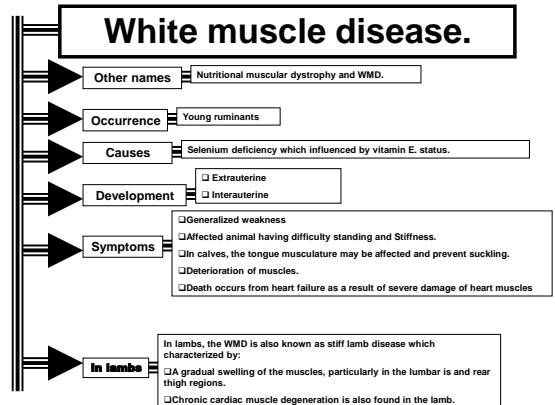 White muscle disease.
Other names
Nutritional muscular dystrophy and WMD.
Occurrence
Young ruminants
Causes
Selenium deficiency which influenced by vitamin E. status.
Development
❑ Extrauterine
❑ Interauterine
Symptoms
❑Generalized weakness
❑Affected animal having difficulty standing and Stiffness.
❑In calves, the tongue musculature may be affected and prevent suckling.
❑Deterioration of muscles.
❑Death occurs from heart failure as a result of severe damage of heart muscles
In lambs
In lambs, the WMD is also known as stiff lamb disease which
characterized by:
❑A gradual swelling of the muscles, particularly in the lumbar is and rear
thigh regions.
❑Chronic cardiac muscle degeneration is also found in the lamb.